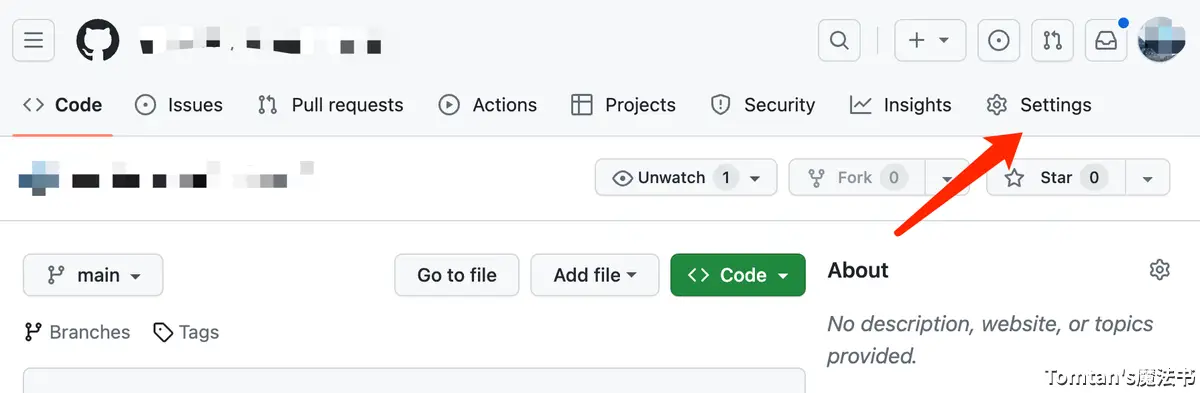 Code Issues Pull requests Actions Projects Security Insights Settings
Unwatch 1 Fork 0 Star 0
main Go to file Add file Code About
Branches Tags
No description, website, or topics
provided.
Tomtan's魔法书